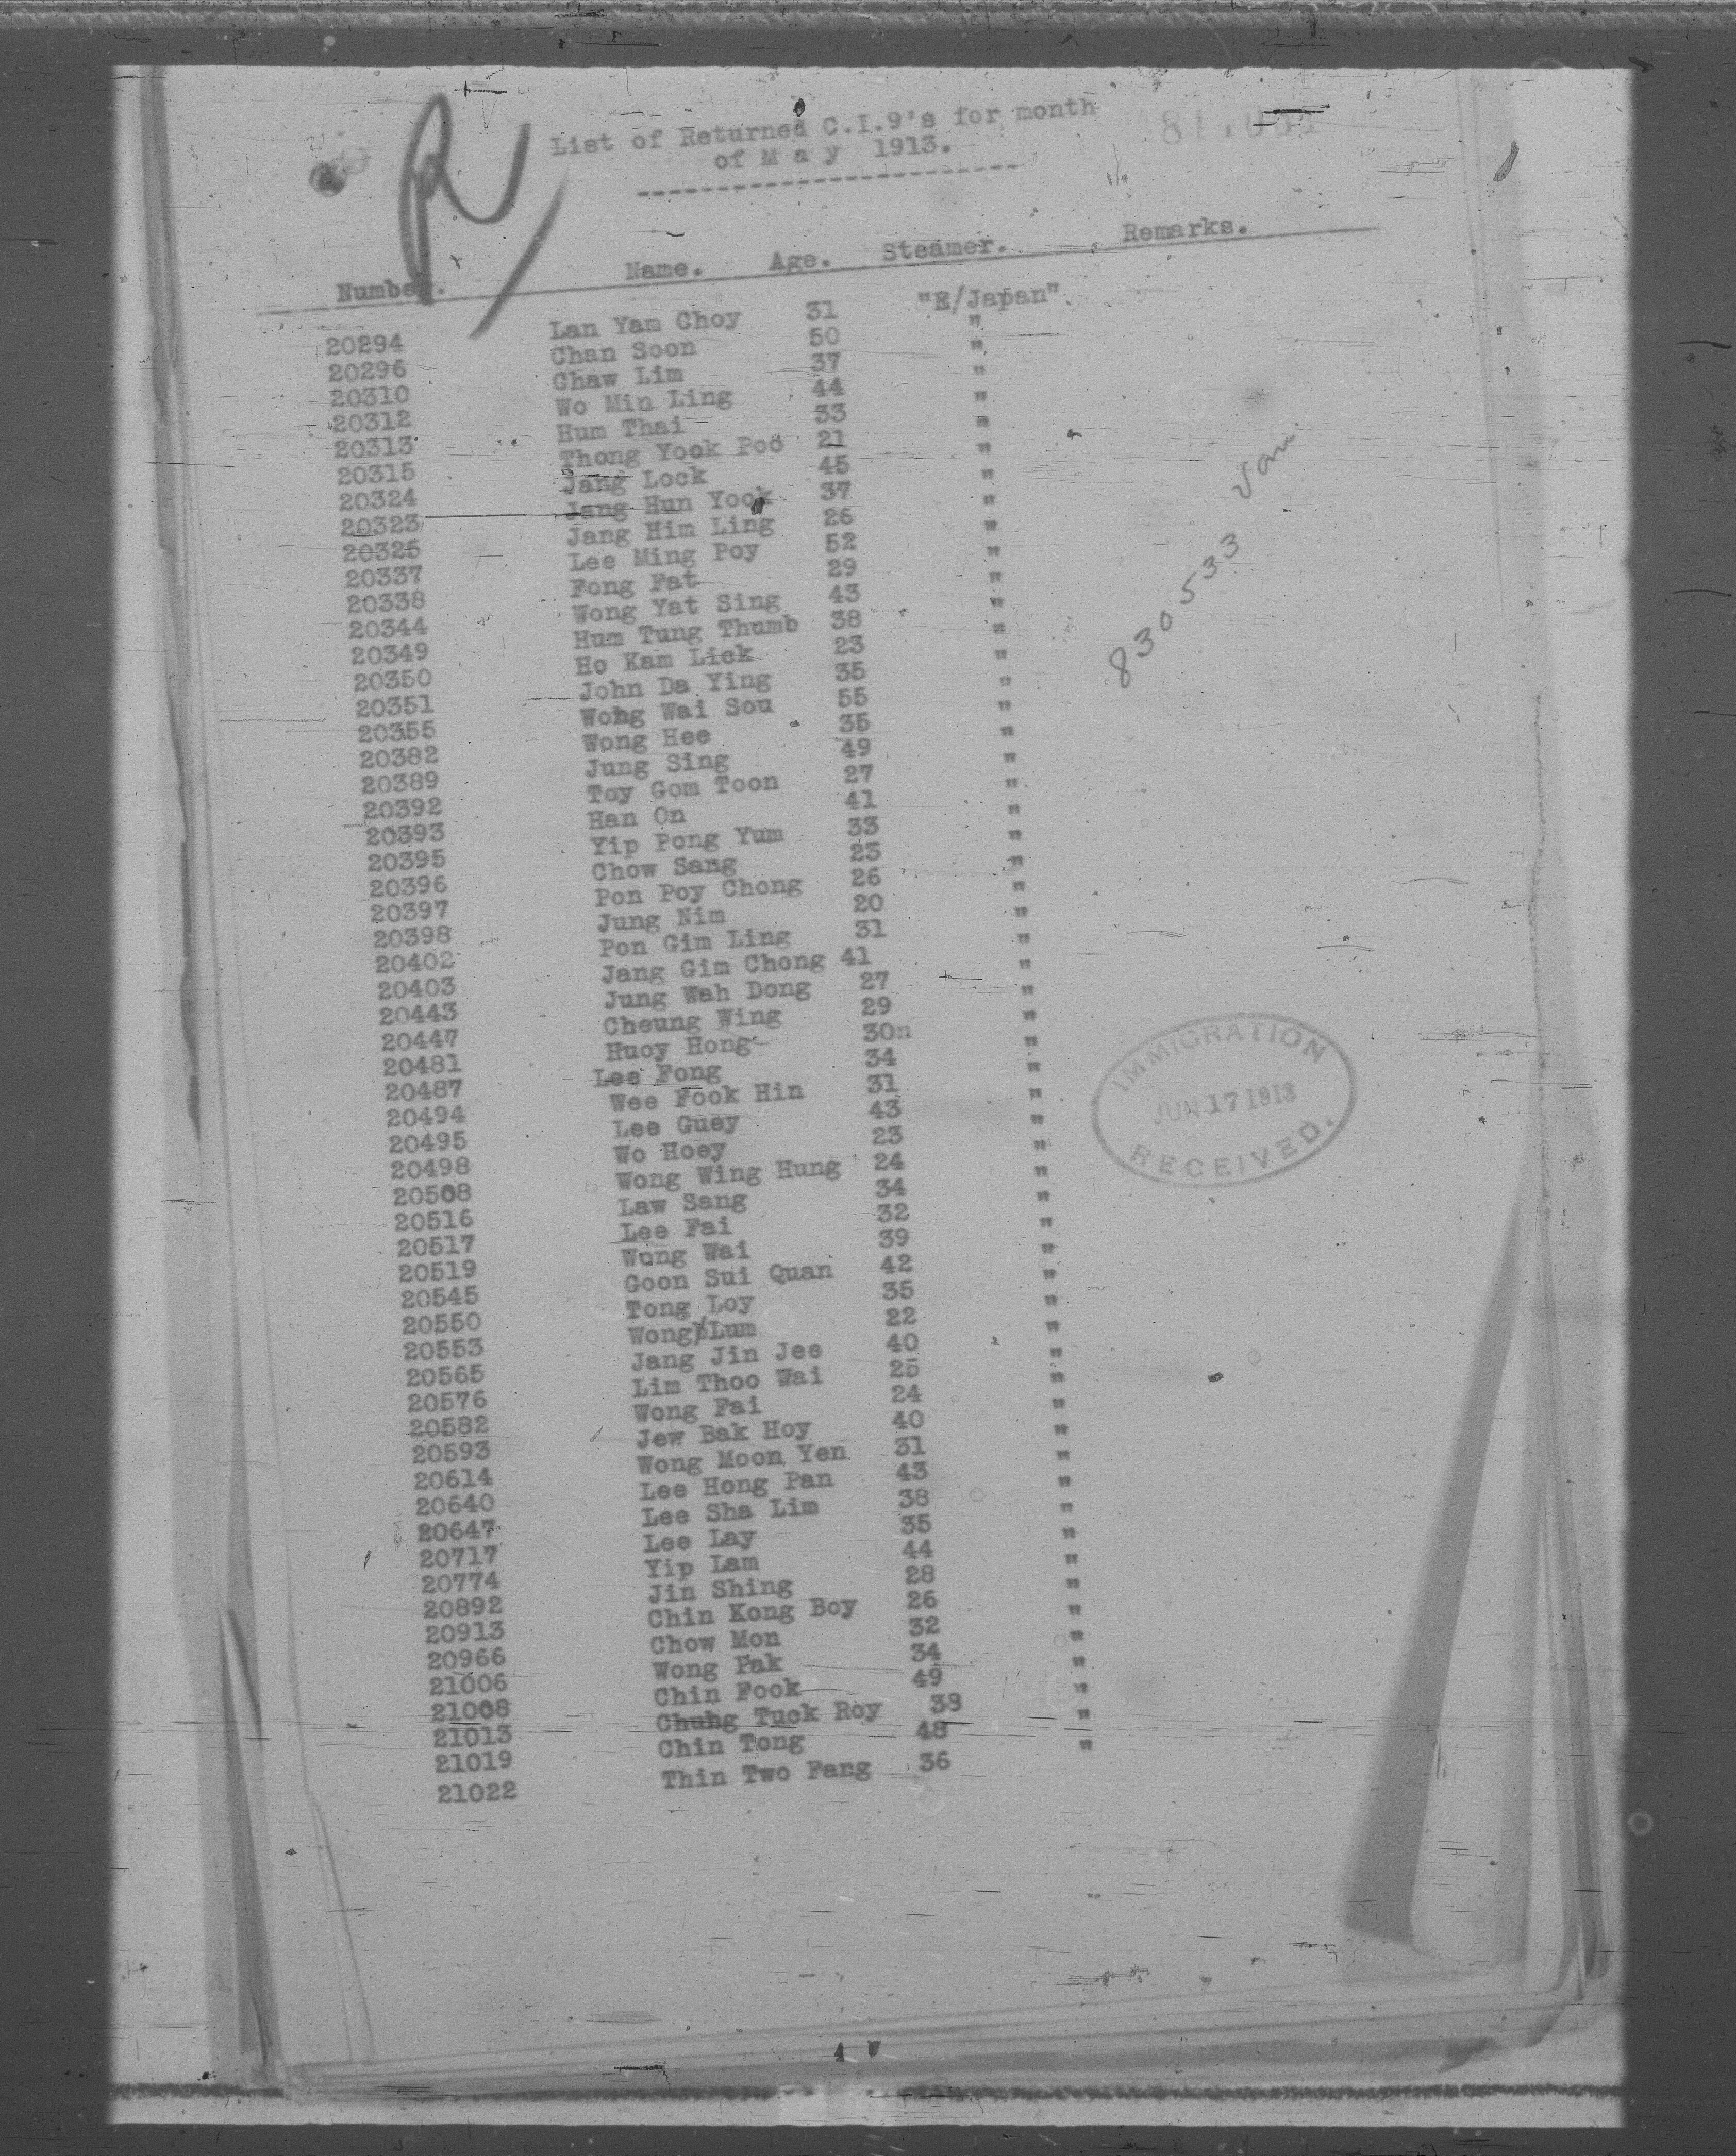 List of Returned C.I.9's for month
of M a y 1913.
Number. Name. Age. Steamer. Remarks.
20294 Lan Yam Choy 31 "E/Japan".
20296 Chan Soon 50 "
20310 Chaw Lim 37 "
20312 Wo Min Ling 44 "
20313 Hum Thai 33 "
20315 Thong Yook Poo 21 "
20324 Jang Lock 45 "
20323 Jang Hun Yook 37 "
20325 Jang Him Ling 26 "
20337 Lee Ming Poy 52 "
20338 Fong Fat 29 "
20344 Wong Yat Sing 43 "
20349 Hum Tung Thumb 38 "
20350 Ho Kam Lick 23 "
20351 John Da Ying 35 "
20355 Wong Wai Sou 55 "
20382 Wong Hee 35 "
20389 Jung Sing 49 "
20392 Toy Gom Toon 27 "
20393 Han On 41 "
20395 Yip Pong Yum 33 "
20396 Chow Sang 23 "
20397 Pon Poy Chong 26 "
20398 Jung Nim 20 "
20402 Pon Gim Ling 31 "
20403 Jang Gim Chong 41 "
20443 Jung Wah Dong 27 "
20447 Cheung Wing 29 "
20481 Huoy Hong 30n "
20487 Lee Fong 34 "
20494 Wee Fook Hin 31 "
20495 Lee Guey 43 "
20498 Wo Hoey 23 "
20508 Wong Wing Hung 24 "
20516 Law Sang 34 "
20517 Lee Fai 32 "
20519 Wong Wai 39 "
20545 Goon Sui Quan 42 "
20550 Tong Loy 35 "
20553 Wong Lum 22 "
20565 Jang Jin Jee 40 "
20576 Lim Thoo Wai 25 "
20582 Wong Fai 24 "
20593 Jew Bak Hoy 40 "
20614 Wong Moon Yen 31 "
20640 Lee Hong Pan 43 "
20647 Lee Sha Lim 38 "
20717 Lee Lay 35 "
20774 Yip Lam 44 "
20892 Jin Shing 28 "
20913 Chin Kong Boy 26 "
20966 Chow Mon 32 "
21006 Wong Pak 34 "
21008 Chin Fook 49 "
21013 Chung Tuck Roy 38 "
21019 Chin Tong 48 "
21022 Thin Two Fang 36 "
830533
IMMIGRATION
JUN 17 1913
RECEIVED.